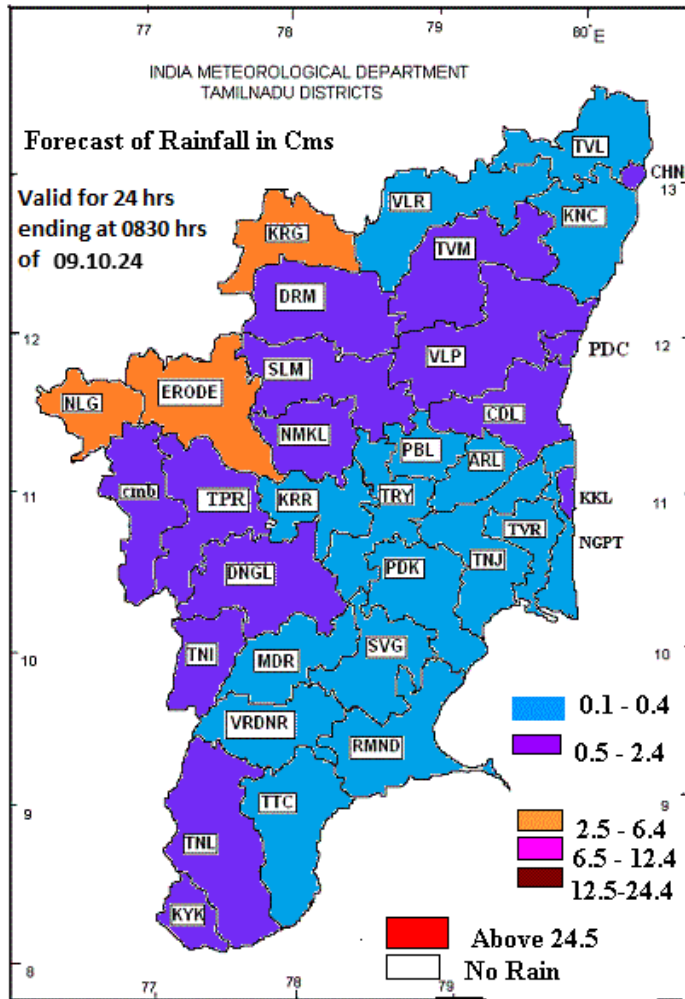 77 78 79 80°E
INDIA METEOROLOGICAL DEPARTMENT
TAMILNADU DISTRICTS
Forecast of Rainfall in Cms
Valid for 24 hrs
ending at 0830 hrs
of 09.10.24
TVL
CHN
13
VLR
KNC
KRG
TVM
DRM
12
12
PDC
VLP
SLM
ERODE
NLG
CDL
NMKL
PBL
ARL
11
cmb
TPR
KRR
TRY
KKL
11
TVR
NGPT
DNGL
PDK
TNJ
10
TNI
MDR
SVG
10
VRDNR
RMND
0.1 - 0.4
0.5 - 2.4
9
TTC
9
2.5 - 6.4
TNL
6.5 - 12.4
12.5-24.4
KYK
Above 24.5
No Rain
8
77 78 79